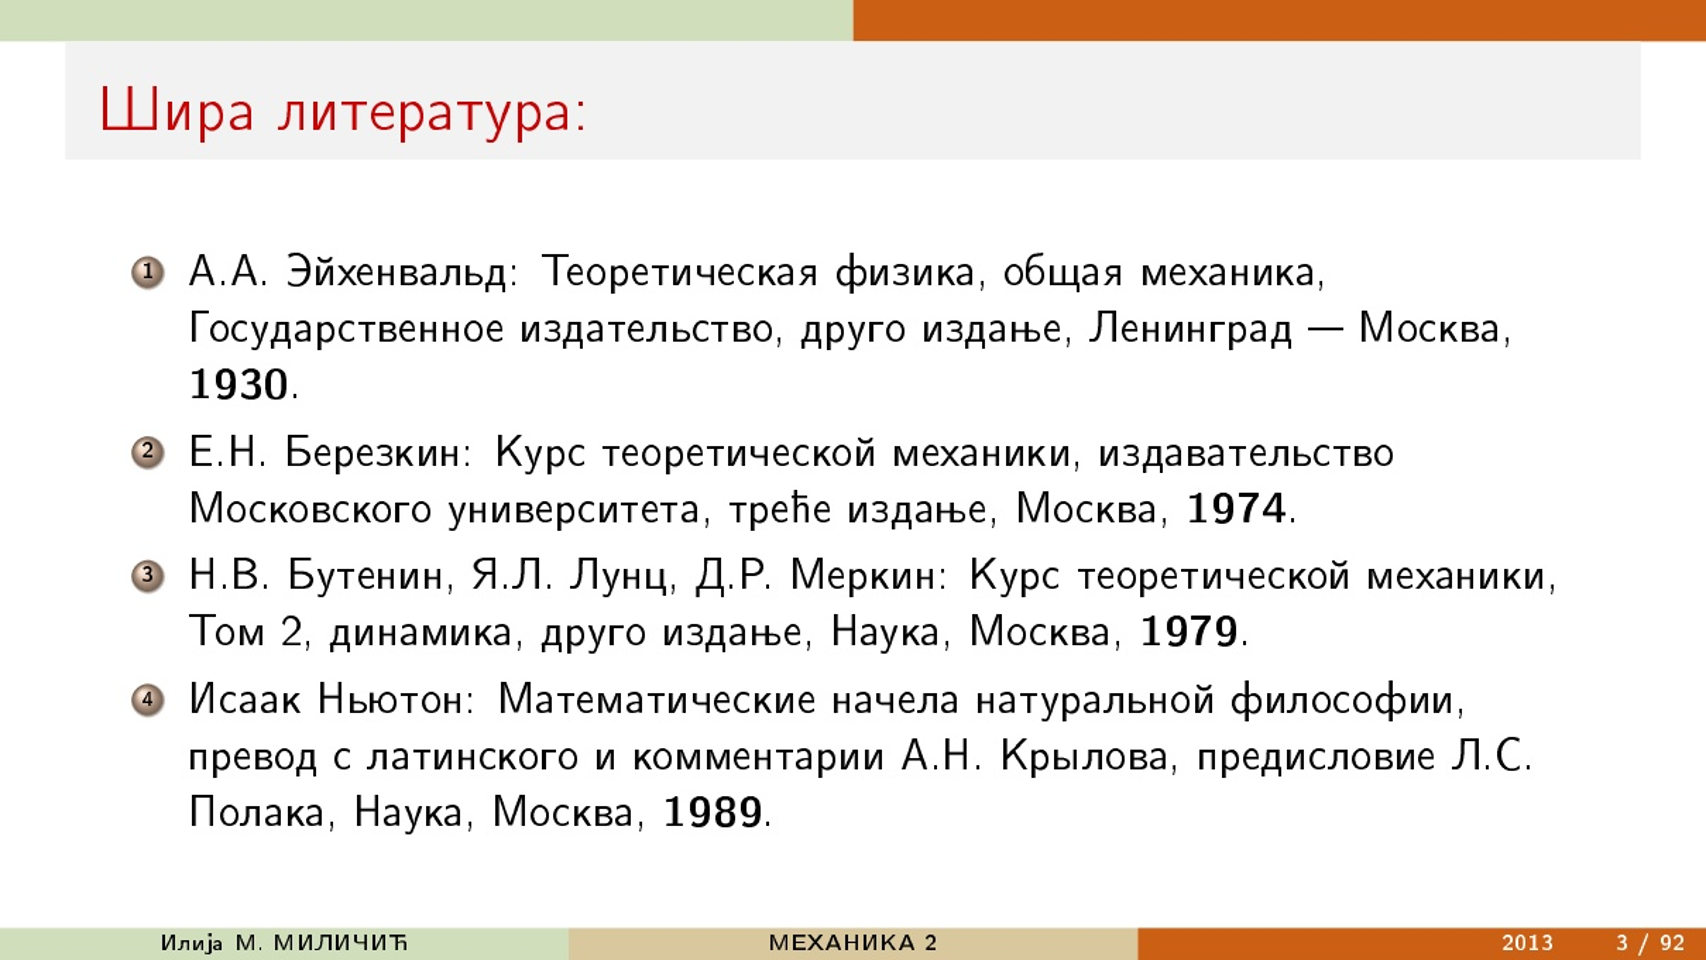 Шира литература:
1 А.А. Эйхенвальд: Теоретическая физика, общая механика,
Государственное издательство, друго издање, Ленинград — Москва,
1930.
2 Е.Н. Березкин: Курс теоретической механики, издавательство
Московского университета, треће издање, Москва, 1974.
3 Н.В. Бутенин, Я.Л. Лунц, Д.Р. Меркин: Курс теоретической механики,
Том 2, динамика, друго издање, Наука, Москва, 1979.
4 Исаак Ньютон: Математические начела натуральной философии,
превод с латинского и комментарии А.Н. Крылова, предисловие Л.С.
Полака, Наука, Москва, 1989.
Илија М. МИЛИЧИЋ МЕХАНИКА 2 2013 3 / 92